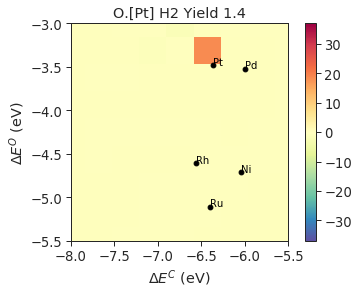 O.[Pt] H2 Yield 1.4
−3.0
−3.5
−4.0
−4.5
−5.0
−5.5
ΔE^O (eV)
Pt
Pd
Rh
Ni
Ru
−8.0 −7.5 −7.0 −6.5 −6.0 −5.5
ΔE^C (eV)
30
20
10
0
−10
−20
−30